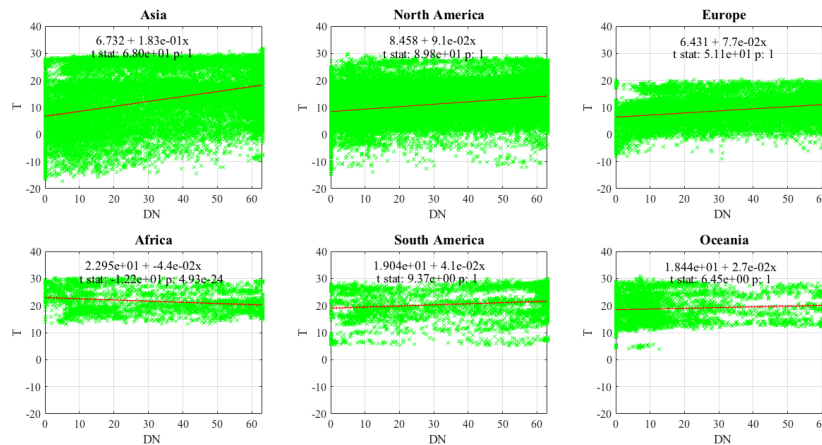 Asia
6.732 + 1.83e-01x
t stat: 6.80e+01 p: 1
40
30
20
10
0
-10
-20
T
0 10 20 30 40 50 60
DN
North America
8.458 + 9.1e-02x
t stat: 8.98e+01 p: 1
40
30
20
10
0
-10
-20
T
0 10 20 30 40 50 60
DN
Europe
6.431 + 7.7e-02x
t stat: 5.11e+01 p: 1
40
30
20
10
0
-10
-20
T
0 10 20 30 40 50 60
DN
Africa
2.295e+01 + -4.4e-02x
t stat: -1.22e+01 p: 4.93e-24
40
30
20
10
0
-10
-20
T
0 10 20 30 40 50 60
DN
South America
1.904e+01 + 4.1e-02x
t stat: 9.37e+00 p: 1
40
30
20
10
0
-10
-20
T
0 10 20 30 40 50 60
DN
Oceania
1.844e+01 + 2.7e-02x
t stat: 6.45e+00 p: 1
40
30
20
10
0
-10
-20
T
0 10 20 30 40 50 60
DN